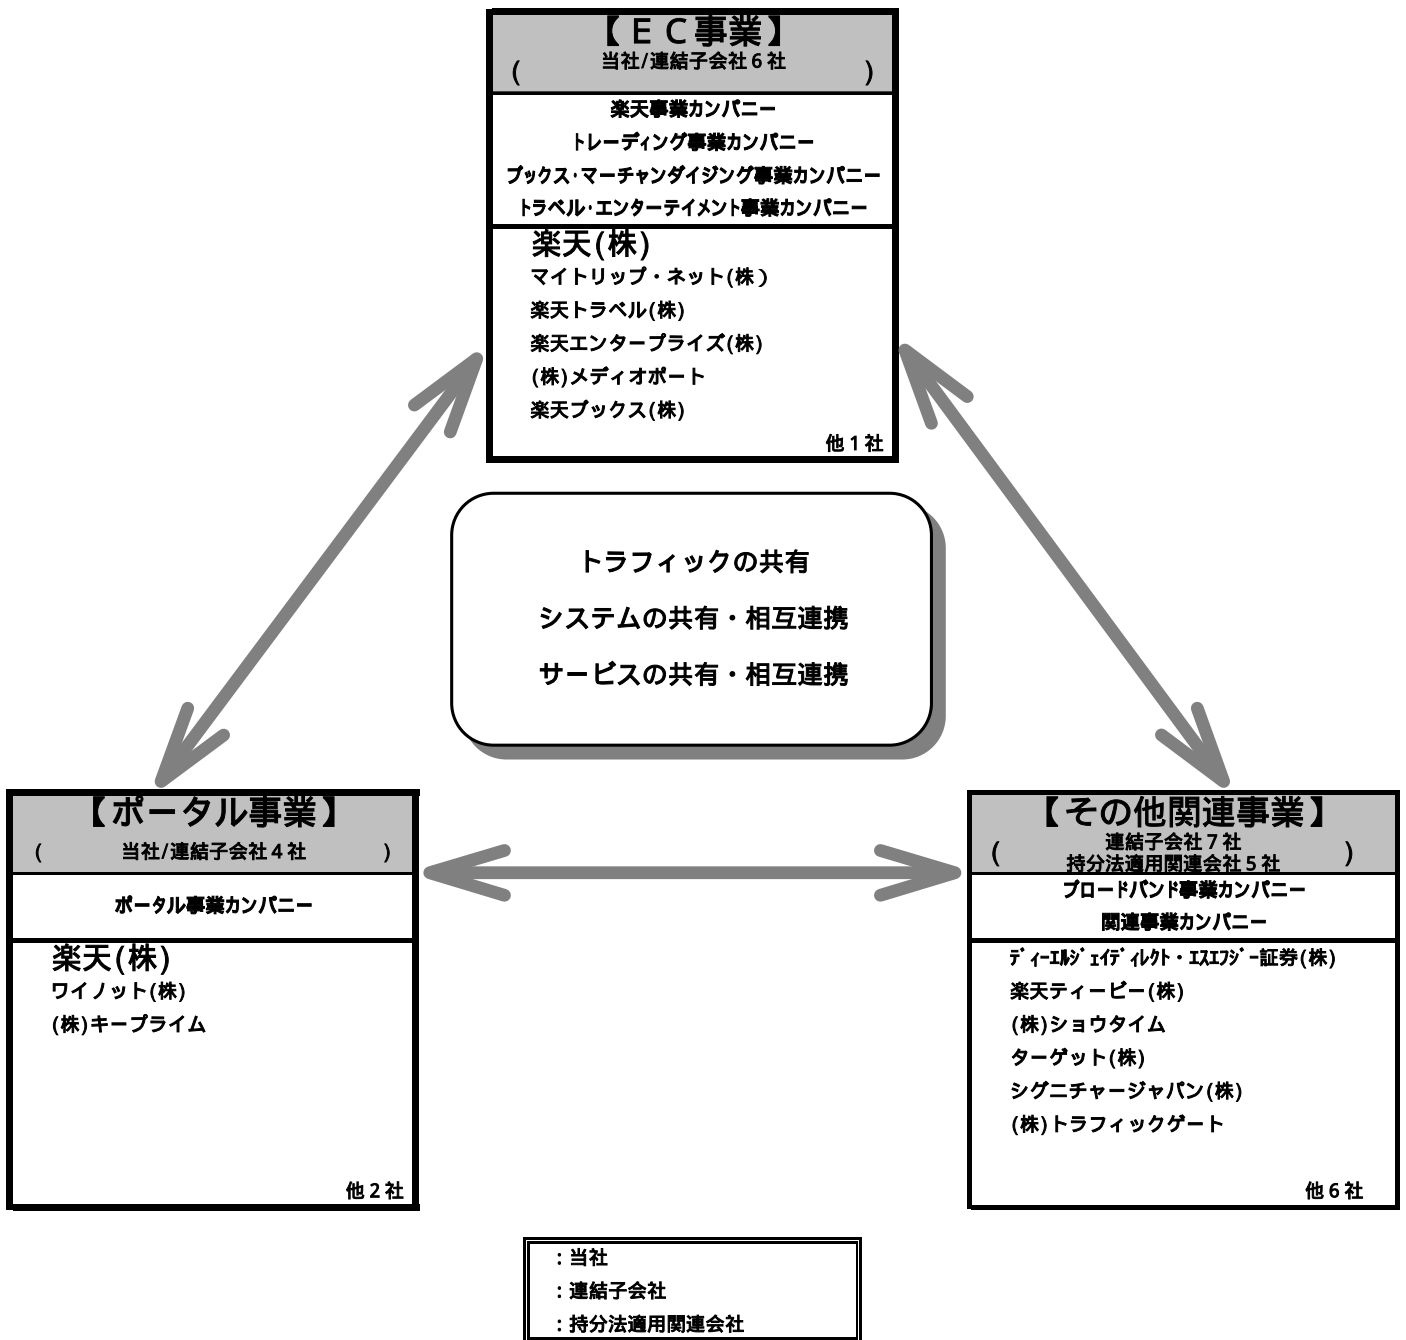 【ＥＣ事業】
( 当社/連結子会社６社 )
楽天事業カンパニー
トレーディング事業カンパニー
ブックス・マーチャンダイジング事業カンパニー
トラベル・エンターテイメント事業カンパニー
楽天(株)
マイトリップ・ネット(株）
楽天トラベル(株)
楽天エンタープライズ(株)
(株)メディオポート
楽天ブックス(株)
他１社
トラフィックの共有
システムの共有・相互連携
サービスの共有・相互連携
【ポータル事業】
( 当社/連結子会社４社 )
ポータル事業カンパニー
楽天(株)
ワイノット(株)
(株)キープライム
他２社
【その他関連事業】
( 連結子会社７社
持分法適用関連会社５社 )
ブロードバンド事業カンパニー
関連事業カンパニー
ﾃﾞｨｰｴﾙｼﾞｪｲﾃﾞｨﾚｸﾄ・ｴｽｴﾌｼﾞｰ証券(株)
楽天ティービー(株)
(株)ショウタイム
ターゲット(株)
シグニチャージャパン(株)
(株)トラフィックゲート
他６社
：当社
：連結子会社
：持分法適用関連会社